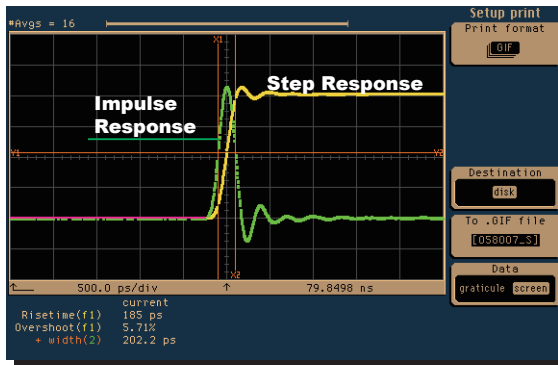 #Avgs = 16
Setup print
Print format
GIF
X1
Step Response
Impulse
Response
Y1
Y2
Destination
disk
To .GIF file
[058007_S]
Data
graticule screen
X2
500.0 ps/div
79.8498 ns
current
Risetime(f1) 185 ps
Overshoot(f1) 5.71%
+ width(2) 202.2 ps